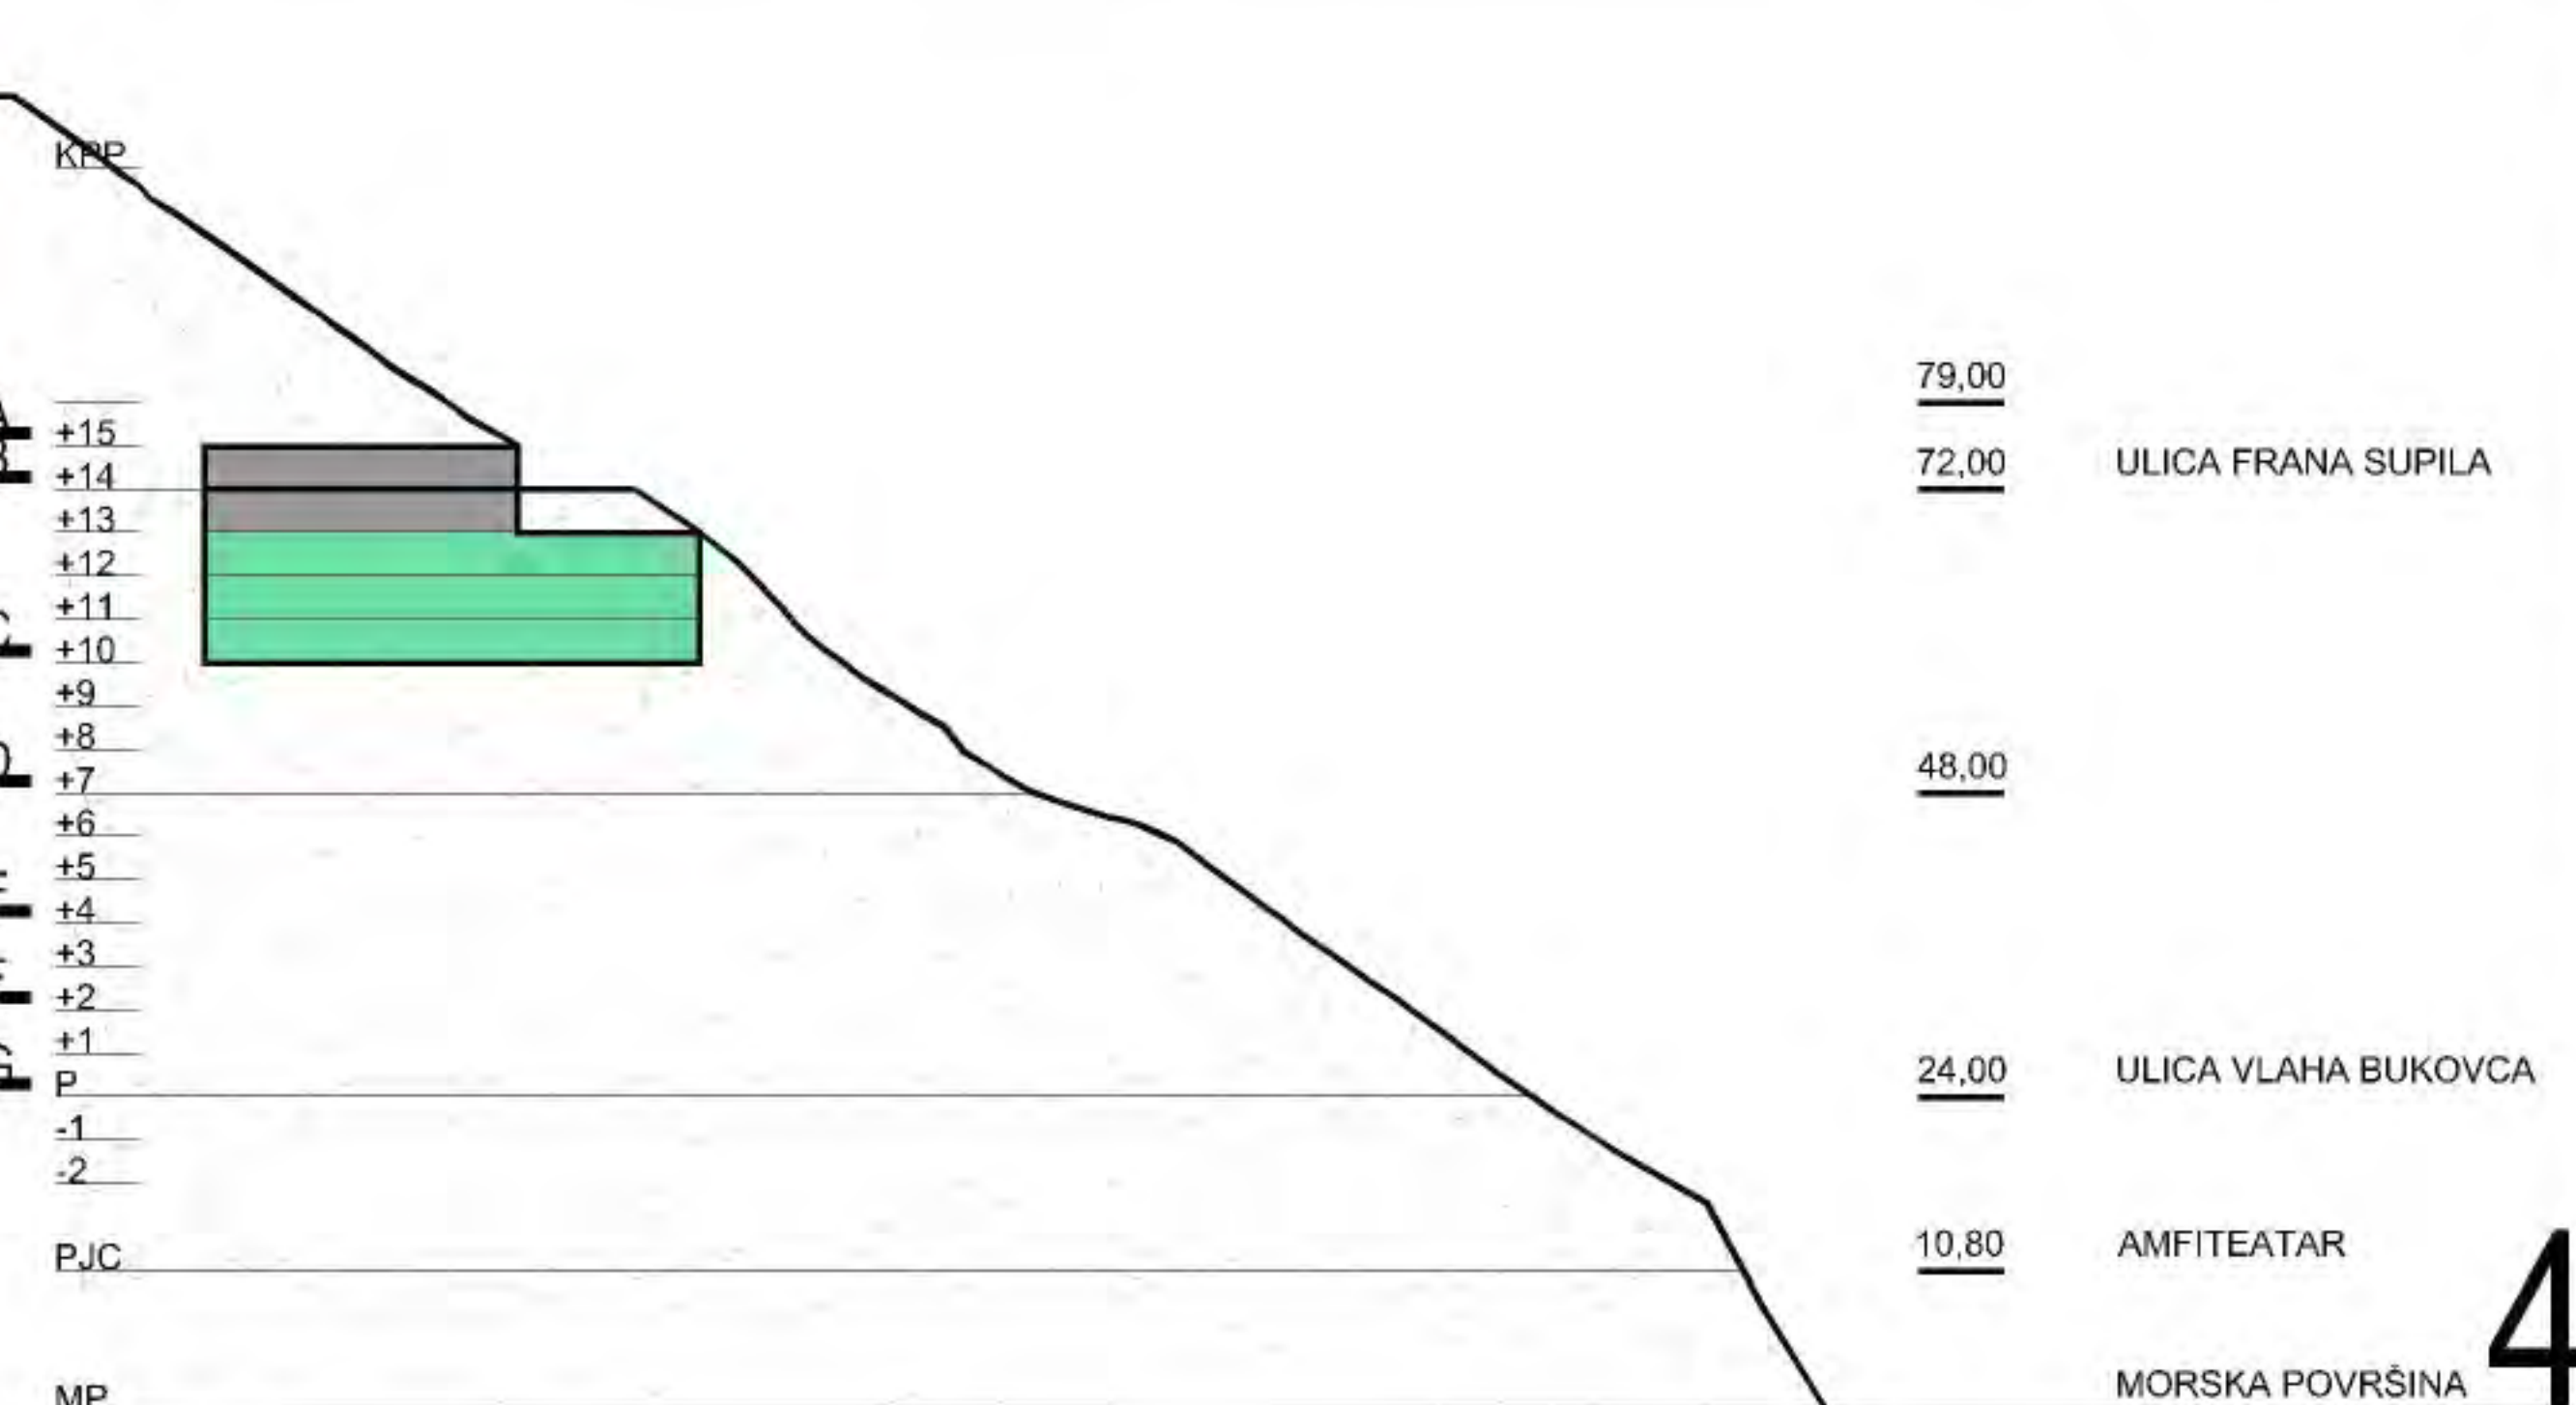 KPP
79,00
+15
+14
72,00 ULICA FRANA SUPILA
+13
+12
+11
+10
+9
+8
+7
48,00
+6
+5
+4
+3
+2
+1
P
24,00 ULICA VLAHA BUKOVCA
-1
-2
PJC
10,80 AMFITEATAR
MP
MORSKA POVRŠINA
4